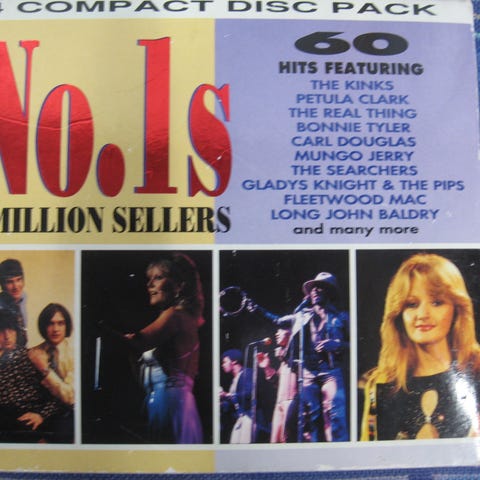 4 COMPACT DISC PACK
No.1s
MILLION SELLERS
60
HITS FEATURING
THE KINKS
PETULA CLARK
THE REAL THING
BONNIE TYLER
CARL DOUGLAS
MUNGO JERRY
THE SEARCHERS
GLADYS KNIGHT & THE PIPS
FLEETWOOD MAC
LONG JOHN BALDRY
and many more